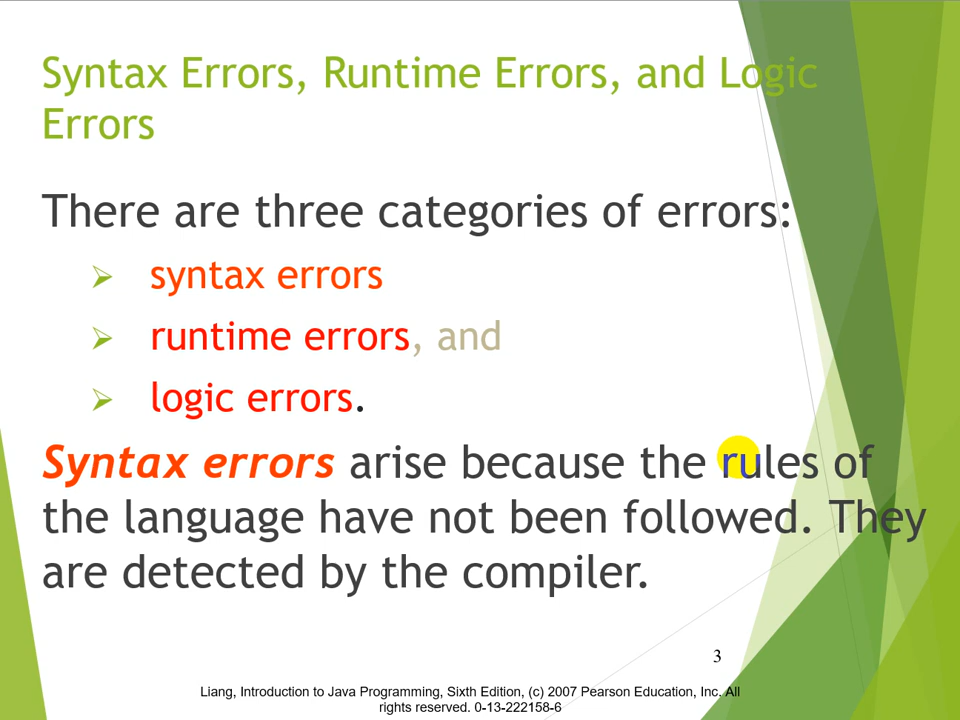 Syntax Errors, Runtime Errors, and Logic
Errors
There are three categories of errors:
syntax errors
runtime errors, and
logic errors.
Syntax errors arise because the rules of
the language have not been followed. They
are detected by the compiler.
3
Liang, Introduction to Java Programming, Sixth Edition, (c) 2007 Pearson Education, Inc. All
rights reserved. 0-13-222158-6